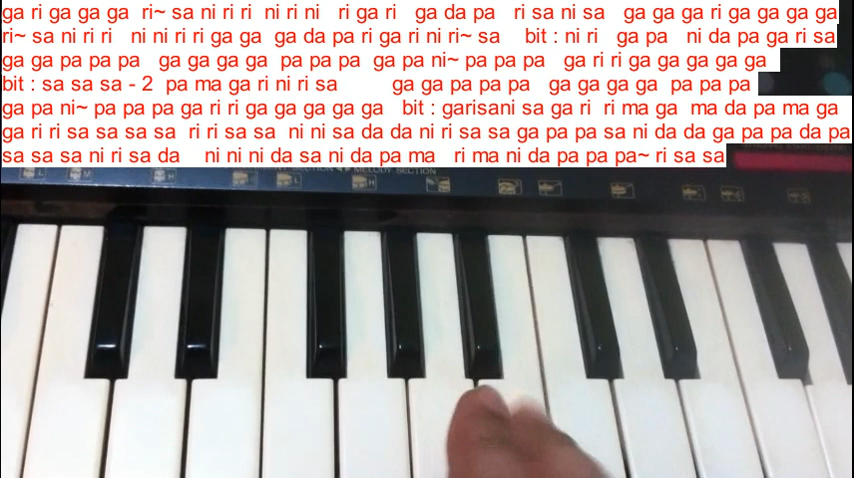 ga ri ga ga ga ri~ sa ni ri ri ni ri ni ri ga ri ga da pa ri sa ni sa ga ga ga ri ga ga ga ga
ri~ sa ni ri ri ni ni ri ri ga ga ga da pa ri ga ri ni ri~ sa bit : ni ri ga pa ni da pa ga ri sa
ga ga pa pa pa ga ga ga ga pa pa pa ga pa ni~ pa pa pa ga ri ri ga ga ga ga ga
bit : sa sa sa - 2 pa ma ga ri ni ri sa ga ga pa pa pa ga ga ga ga pa pa pa
ga pa ni~ pa pa pa ga ri ri ga ga ga ga ga bit : garisani sa ga ri ri ma ga ma da pa ma ga
ga ri ri sa sa sa sa ri ri sa sa ni ni sa da da ni ri sa sa ga pa pa sa ni da da ga pa pa da pa
sa sa sa ni ri sa da ni ni ni da sa ni da pa ma ri ma ni da pa pa pa~ ri sa sa
MELODY SECTION